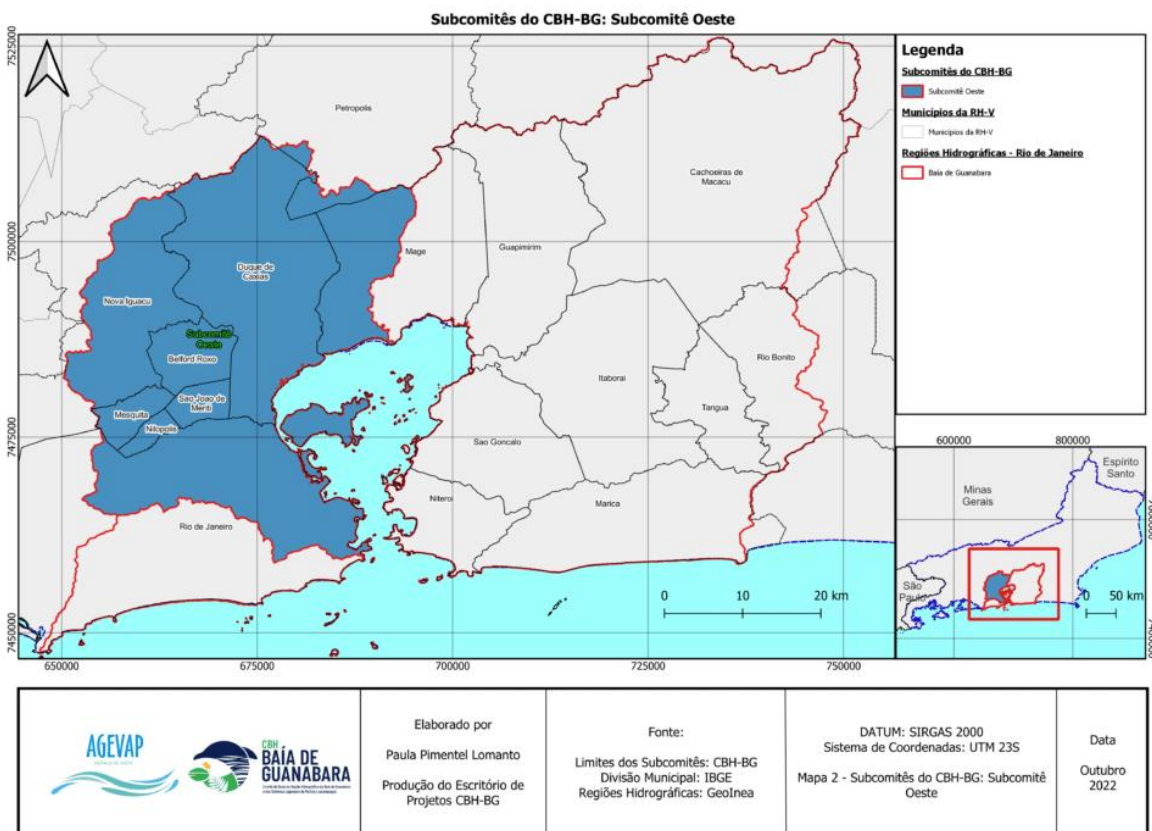 Subcomitês do CBH-BG: Subcomitê Oeste
7525000
7500000
7475000
7450000
650000
675000
700000
725000
750000
Petropolis
Cachoeiras de
Macacu
Guapimirim
Mage
Duque de
Caxias
Nova Iguacu
Subcomitê
Oeste
Belford Roxo
Rio Bonito
Itaborai
Sao Joao de
Meriti
Mesquita
Tangua
Nilopolis
Sao Goncalo
Niteroi
Marica
Rio de Janeiro
0 10 20 km
Legenda
Subcomitês do CBH-BG
Subcomitê Oeste
Municípios da RH-V
Municípios da RH-V
Regiões Hidrográficas - Rio de Janeiro
Baía de Guanabara
600000
800000
Espírito
Santo
Minas
Gerais
São
Paulo
0 50 km
AGEVAP
CBH
BAÍA DE
GUANABARA
Elaborado por
Paula Pimentel Lomanto
Produção do Escritório de
Projetos CBH-BG
Fonte:
Limites dos Subcomitês: CBH-BG
Divisão Municipal: IBGE
Regiões Hidrográficas: GeoInea
DATUM: SIRGAS 2000
Sistema de Coordenadas: UTM 23S
Mapa 2 - Subcomitês do CBH-BG: Subcomitê
Oeste
Data
Outubro
2022